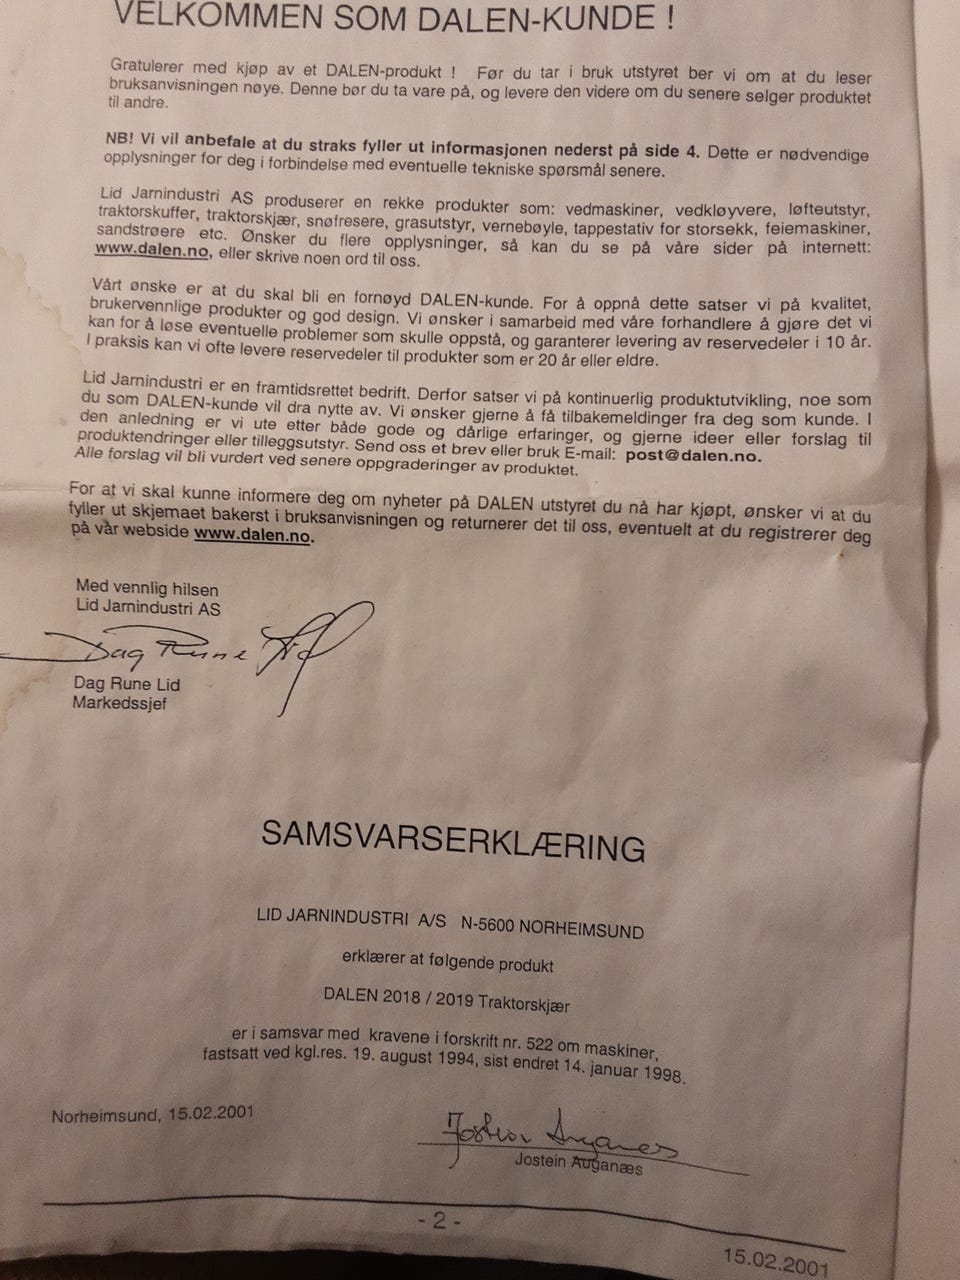 VELKOMMEN SOM DALEN-KUNDE !
Gratulerer med kjøp av et DALEN-produkt ! Før du tar i bruk utstyret ber vi om at du leser
bruksanvisningen nøye. Denne bør du ta vare på, og levere den videre om du senere selger produktet
til andre.
NB! Vi vil anbefale at du straks fyller ut informasjonen nederst på side 4. Dette er nødvendige
opplysninger for deg i forbindelse med eventuelle tekniske spørsmål senere.
Lid Jarnindustri AS produserer en rekke produkter som: vedmaskiner, vedkløyvere, løfteutstyr,
traktorskuffer, traktorskjær, snøfresere, grasutstyr, vernebøyle, tappestativ for storsekk, feiemaskiner,
sandstrøere etc. Ønsker du flere opplysninger, så kan du se på våre sider på internett:
www.dalen.no, eller skrive noen ord til oss.
Vårt ønske er at du skal bli en fornøyd DALEN-kunde. For å oppnå dette satser vi på kvalitet,
brukervennlige produkter og god design. Vi ønsker i samarbeid med våre forhandlere å gjøre det vi
kan for å løse eventuelle problemer som skulle oppstå, og garanterer levering av reservedeler i 10 år.
I praksis kan vi ofte levere reservedeler til produkter som er 20 år eller eldre.
Lid Jarnindustri er en framtidsrettet bedrift. Derfor satser vi på kontinuerlig produktutvikling, noe som
du som DALEN-kunde vil dra nytte av. Vi ønsker gjerne å få tilbakemeldinger fra deg som kunde. I
den anledning er vi ute etter både gode og dårlige erfaringer, og gjerne ideer eller forslag til
produktendringer eller tilleggsutstyr. Send oss et brev eller bruk E-mail: post@dalen.no.
Alle forslag vil bli vurdert ved senere oppgraderinger av produktet.
For at vi skal kunne informere deg om nyheter på DALEN utstyret du nå har kjøpt, ønsker vi at du
fyller ut skjemaet bakerst i bruksanvisningen og returnerer det til oss, eventuelt at du registrerer deg
på vår webside www.dalen.no.
Med vennlig hilsen
Lid Jarnindustri AS
Dag Rune Lid
Dag Rune Lid
Markedssjef
SAMSVARSERKLÆRING
LID JARNINDUSTRI A/S N-5600 NORHEIMSUND
erklærer at følgende produkt
DALEN 2018 / 2019 Traktorskjær
er i samsvar med kravene i forskrift nr. 522 om maskiner,
fastsatt ved kgl.res. 19. august 1994, sist endret 14. januar 1998.
Norheimsund, 15.02.2001
Jostein Auganæs
Jostein Auganæs
- 2 -
15.02.2001